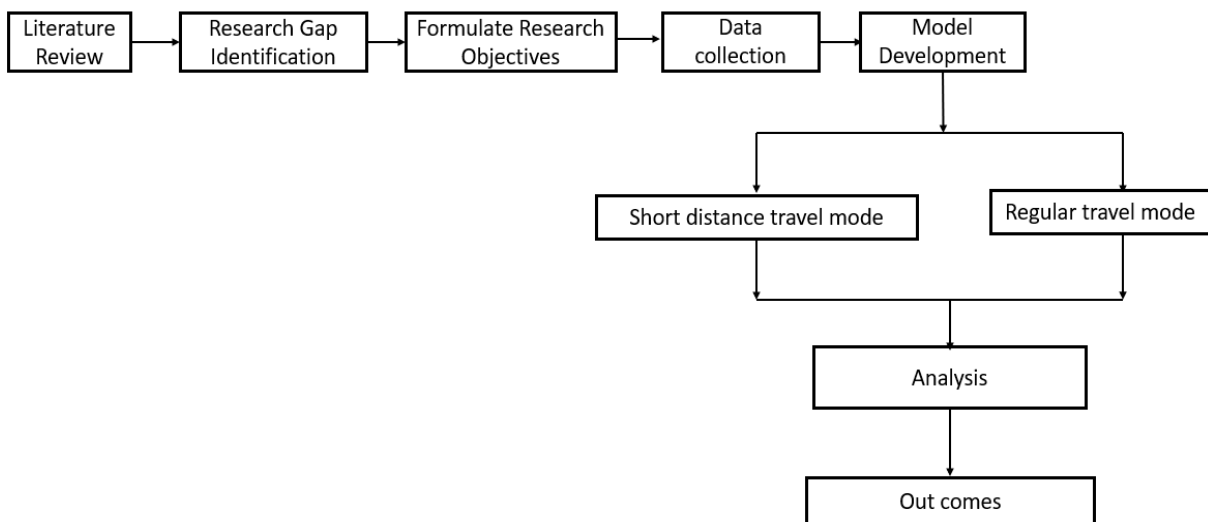 Literature
Review
Research Gap
Identification
Formulate Research
Objectives
Data
collection
Model
Development
Short distance travel mode
Regular travel mode
Analysis
Out comes